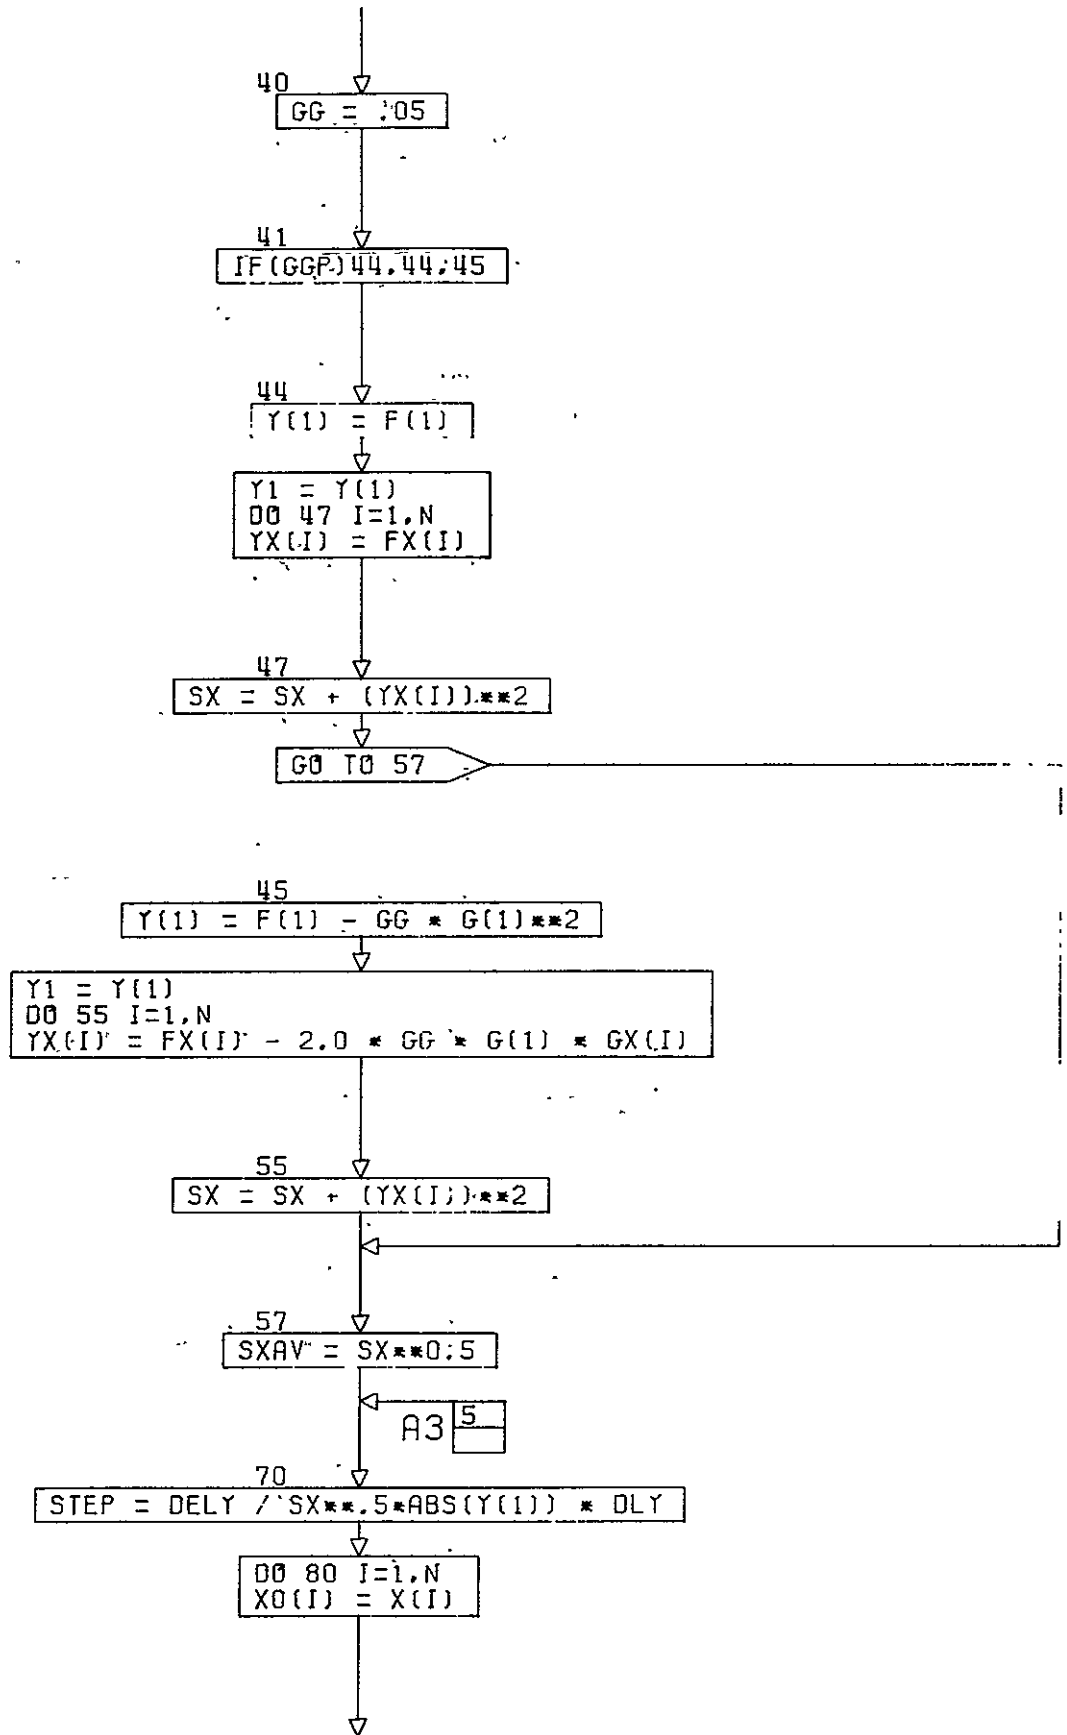 40
GG = .05
41
IF(GGP)44,44,45
44
Y(1) = F(1)
Y1 = Y(1)
DO 47 I=1,N
YX(I) = FX(I)
47
SX = SX + (YX(I))**2
GO TO 57
45
Y(1) = F(1) - GG * G(1)**2
Y1 = Y(1)
DO 55 I=1,N
YX(I) = FX(I) - 2.0 * GG * G(1) * GX(I)
55
SX = SX + (YX(I))**2
57
SXAV = SX**0.5
A3 5
70
STEP = DELY / SX**.5*ABS(Y(1)) * DLY
DO 80 I=1,N
XO(I) = X(I)